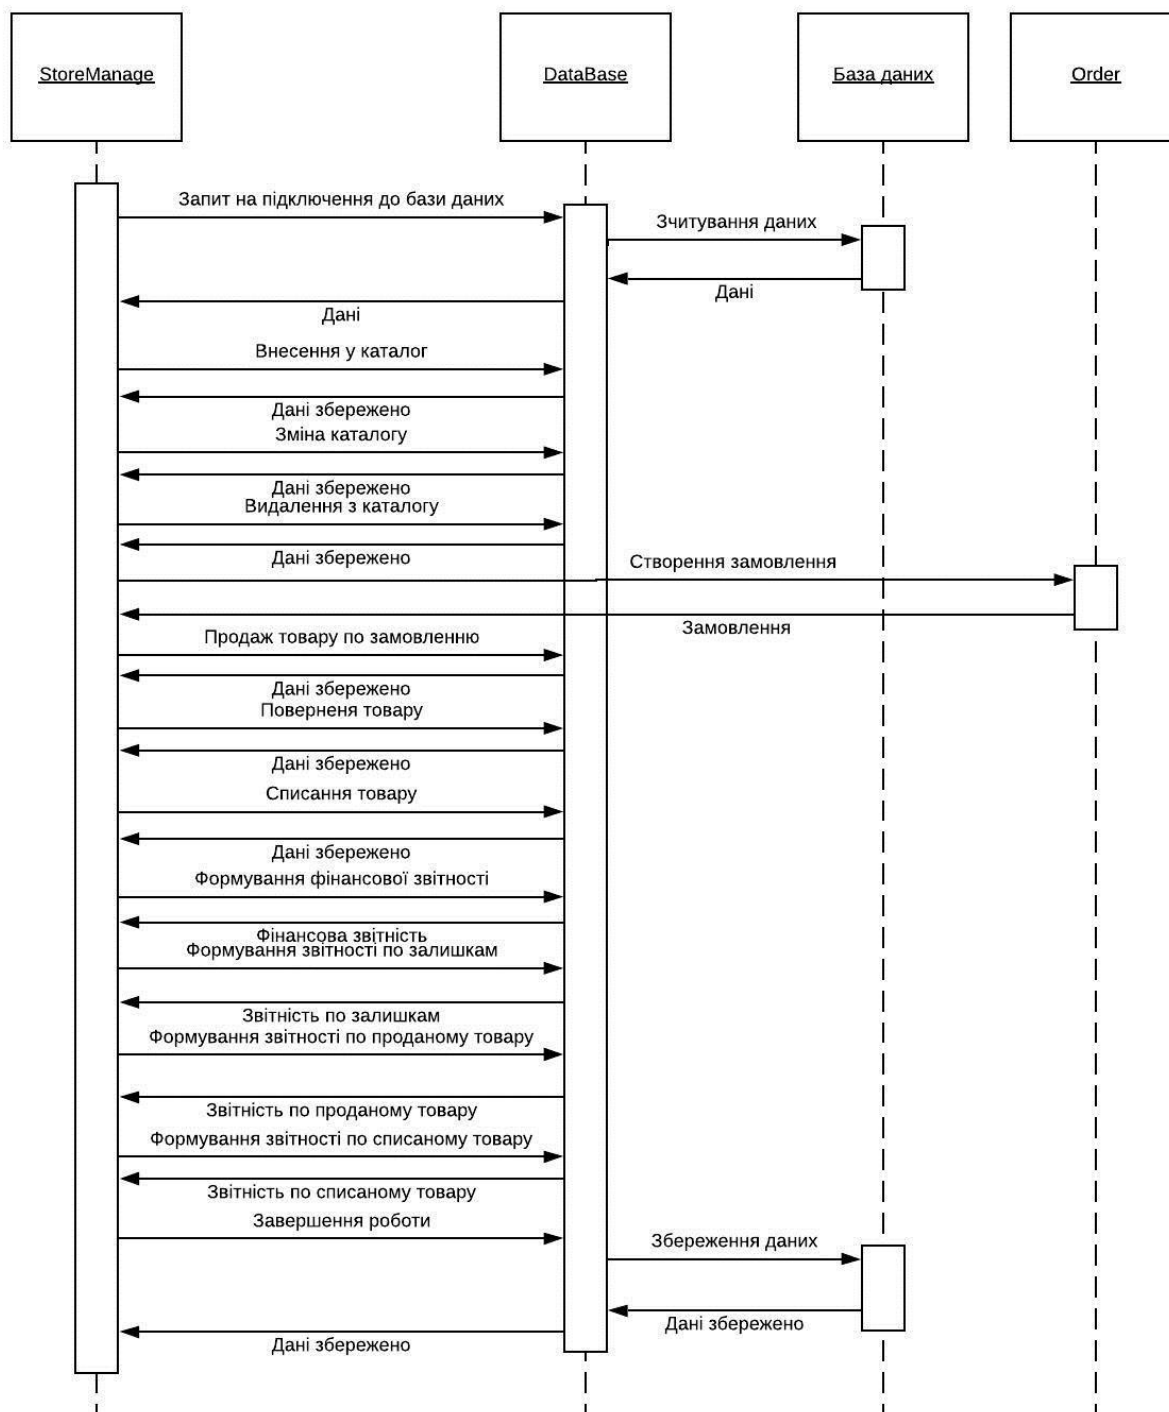 StoreManage
DataBase
База даних
Order
Запит на підключення до бази даних
Зчитування даних
Дані
Дані
Внесення у каталог
Дані збережено
Зміна каталогу
Дані збережено
Видалення з каталогу
Дані збережено
Створення замовлення
Замовлення
Продаж товару по замовленню
Дані збережено
Поверненя товару
Дані збережено
Списання товару
Дані збережено
Формування фінансової звітності
Фінансова звітність
Формування звітності по залишкам
Звітність по залишкам
Формування звітності по проданому товару
Звітність по проданому товару
Формування звітності по списаному товару
Звітність по списаному товару
Завершення роботи
Збереження даних
Дані збережено
Дані збережено